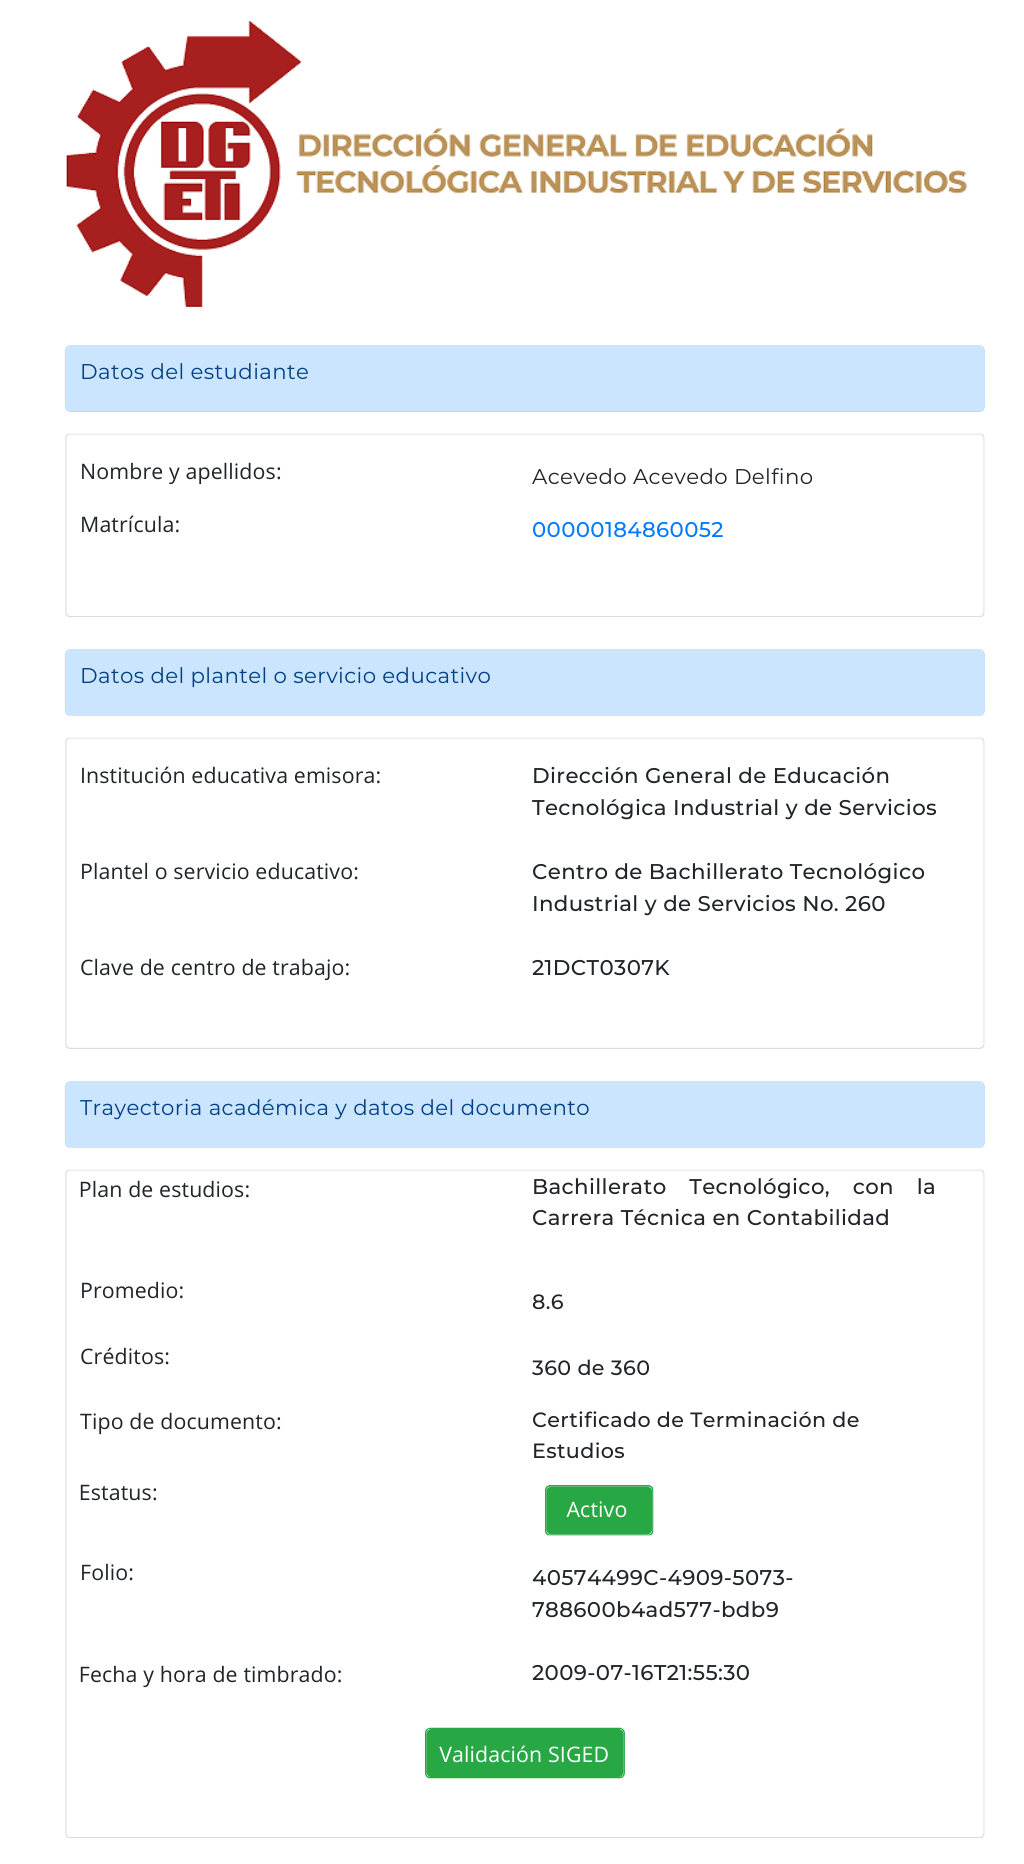 DG
ETI
DIRECCIÓN GENERAL DE EDUCACIÓN
TECNOLÓGICA INDUSTRIAL Y DE SERVICIOS
Datos del estudiante
Nombre y apellidos:
Acevedo Acevedo Delfino
Matrícula:
00000184860052
Datos del plantel o servicio educativo
Institución educativa emisora:
Dirección General de Educación
Tecnológica Industrial y de Servicios
Plantel o servicio educativo:
Centro de Bachillerato Tecnológico
Industrial y de Servicios No. 260
Clave de centro de trabajo:
21DCT0307K
Trayectoria académica y datos del documento
Plan de estudios:
Bachillerato Tecnológico, con la
Carrera Técnica en Contabilidad
Promedio:
8.6
Créditos:
360 de 360
Tipo de documento:
Certificado de Terminación de
Estudios
Estatus:
Activo
Folio:
40574499C-4909-5073-
788600b4ad577-bdb9
Fecha y hora de timbrado:
2009-07-16T21:55:30
Validación SIGED